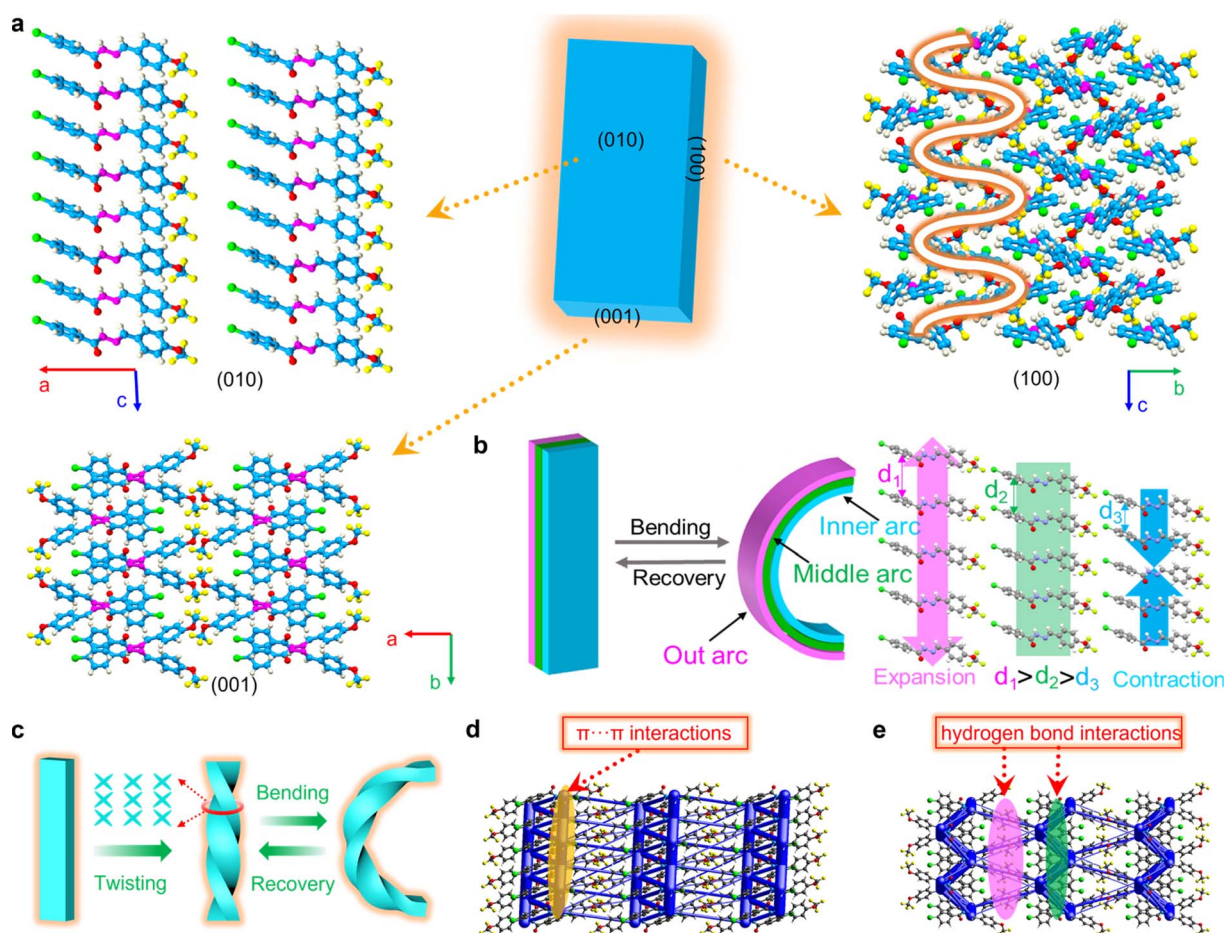 a
(010)
(100)
(001)
a
c
(010)
(100)
b
c
(001)
a
b
b
Bending
Recovery
Inner arc
Middle arc
Out arc
d1
d2
d3
Expansion
d1>d2>d3
Contraction
c
Twisting
Bending
Recovery
d
π···π interactions
e
hydrogen bond interactions